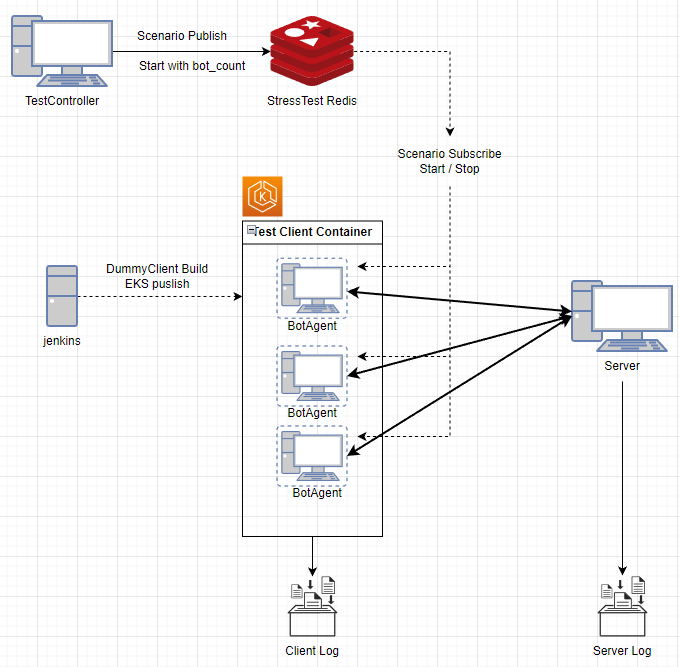 Scenario Publish
Start with bot_count
TestController
StressTest Redis
Scenario Subscribe
Start / Stop
K
Test Client Container
DummyClient Build
EKS puslish
jenkins
BotAgent
BotAgent
BotAgent
Server
Client Log
Server Log